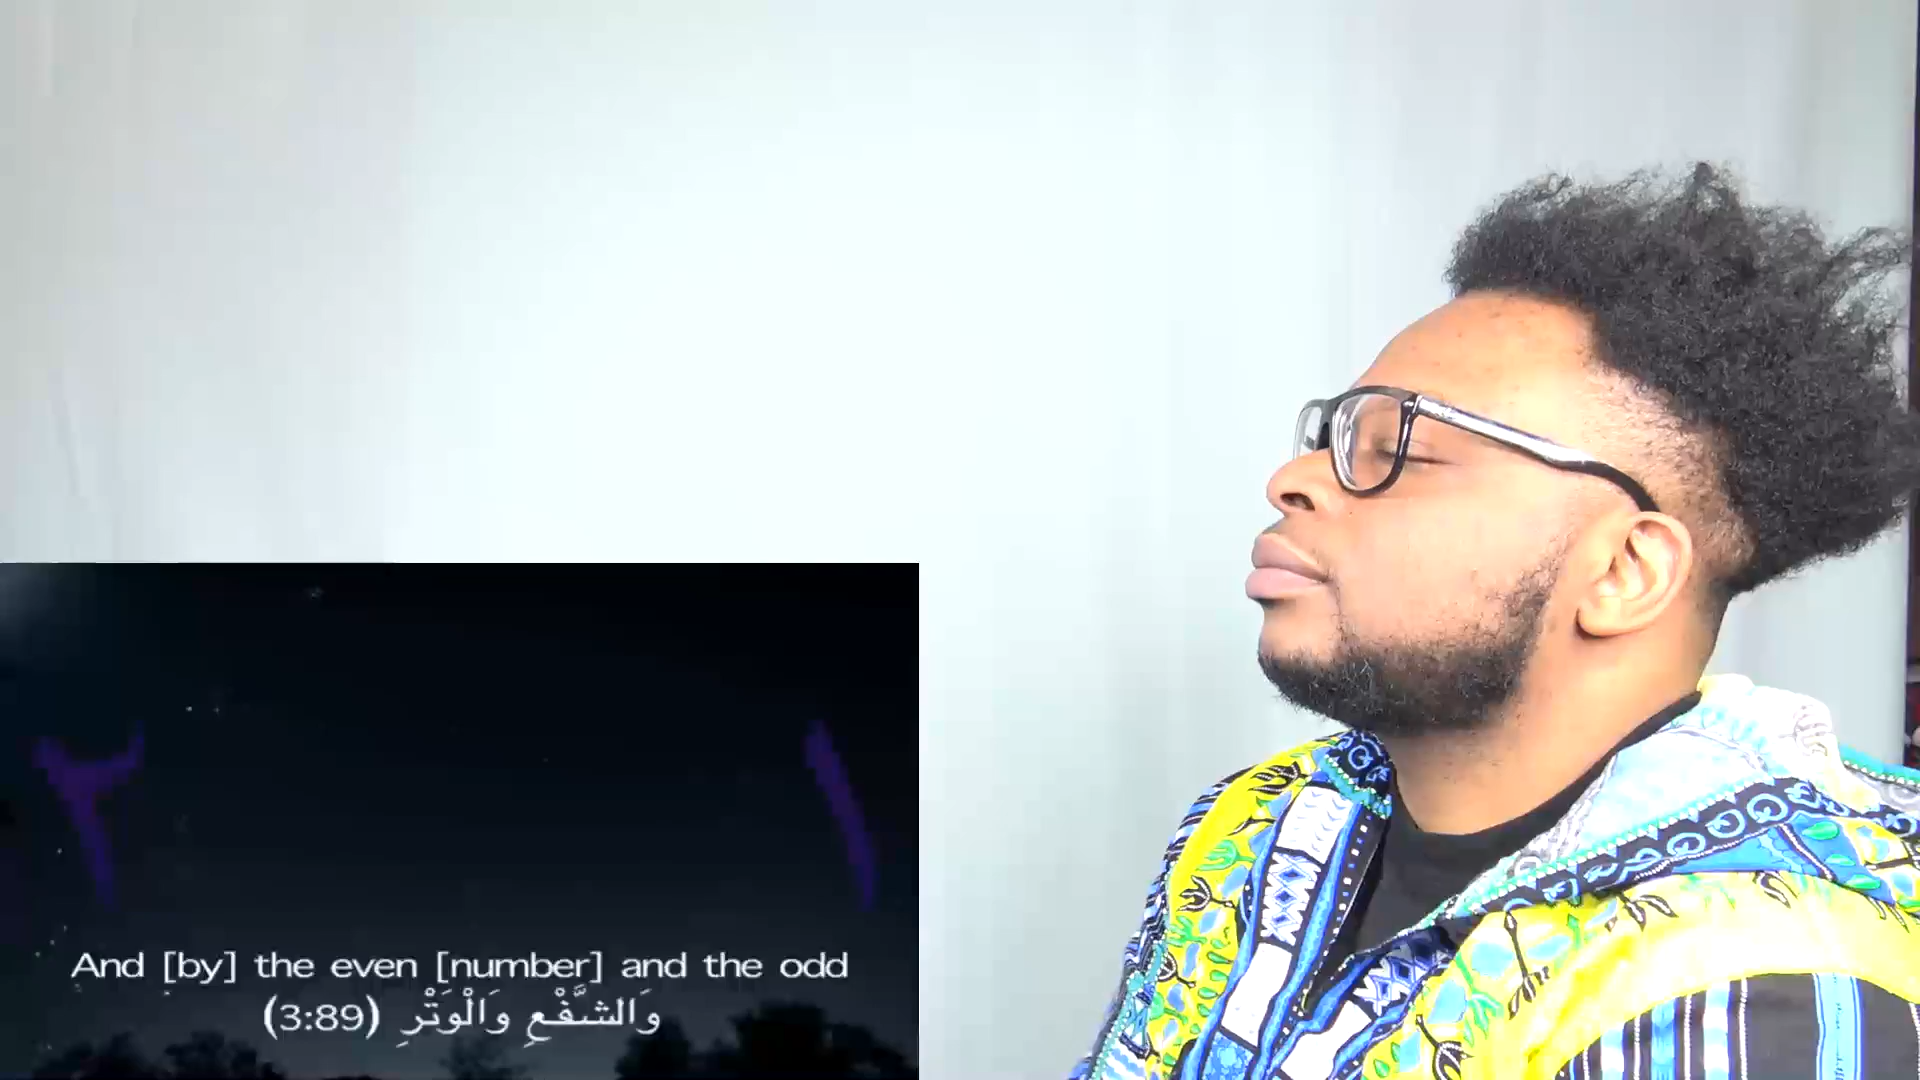 And [by] the even [number] and the odd
وَالشَّفْعِ وَالْوَتْرِ (3:89)